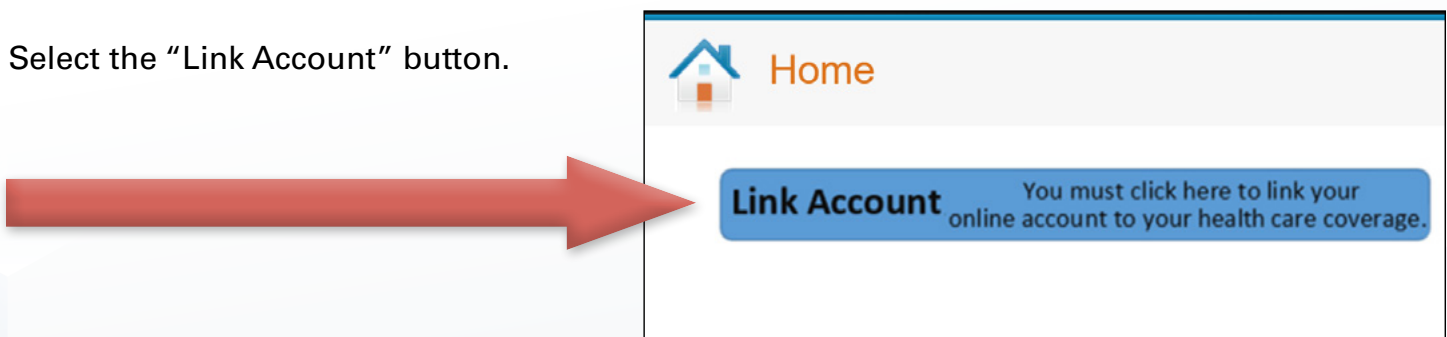 Select the “Link Account” button.
Home
Link Account
You must click here to link your
online account to your health care coverage.